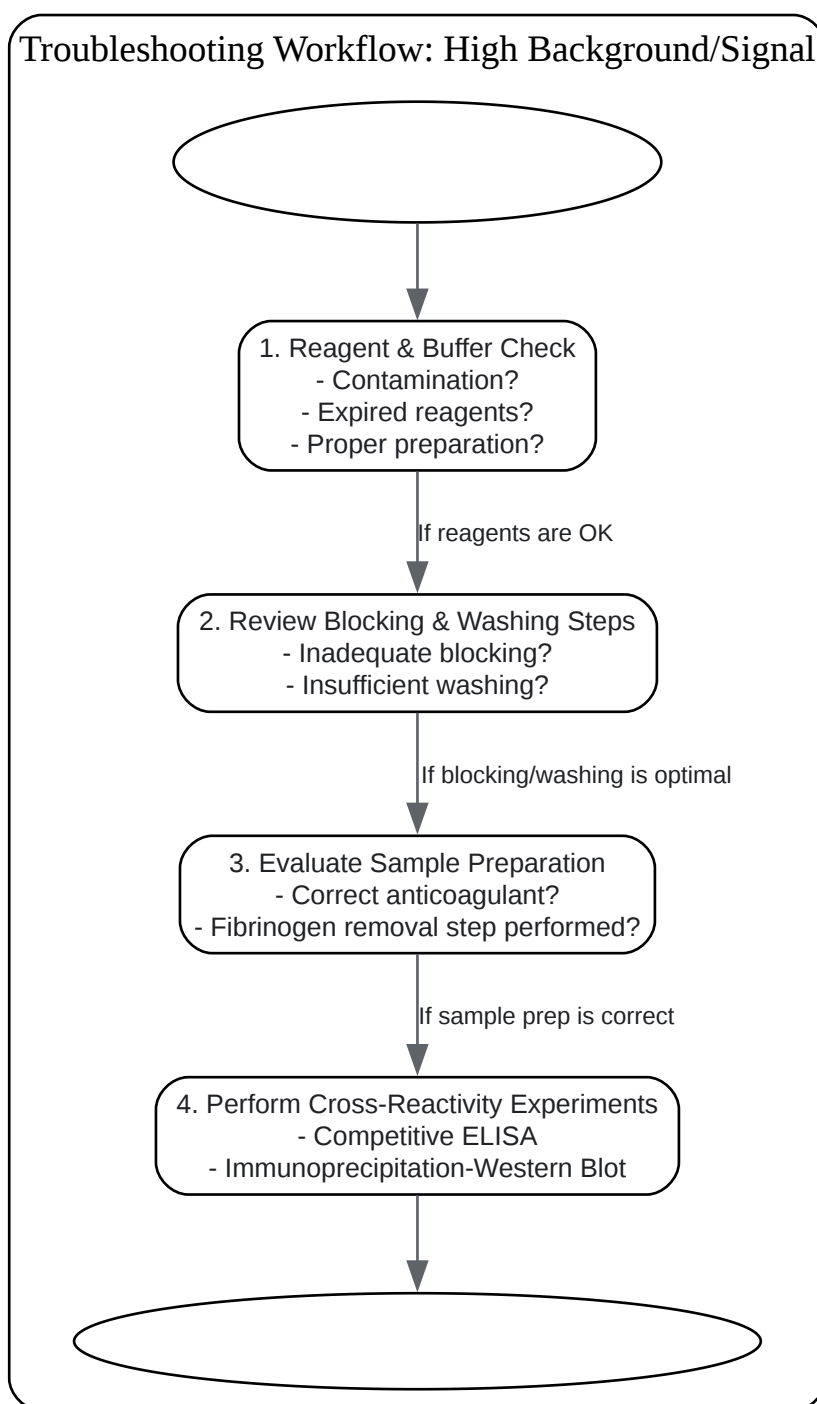 Troubleshooting Workflow: High Background/Signal
1. Reagent & Buffer Check
- Contamination?
- Expired reagents?
- Proper preparation?
If reagents are OK
2. Review Blocking & Washing Steps
- Inadequate blocking?
- Insufficient washing?
If blocking/washing is optimal
3. Evaluate Sample Preparation
- Correct anticoagulant?
- Fibrinogen removal step performed?
If sample prep is correct
4. Perform Cross-Reactivity Experiments
- Competitive ELISA
- Immunoprecipitation-Western Blot